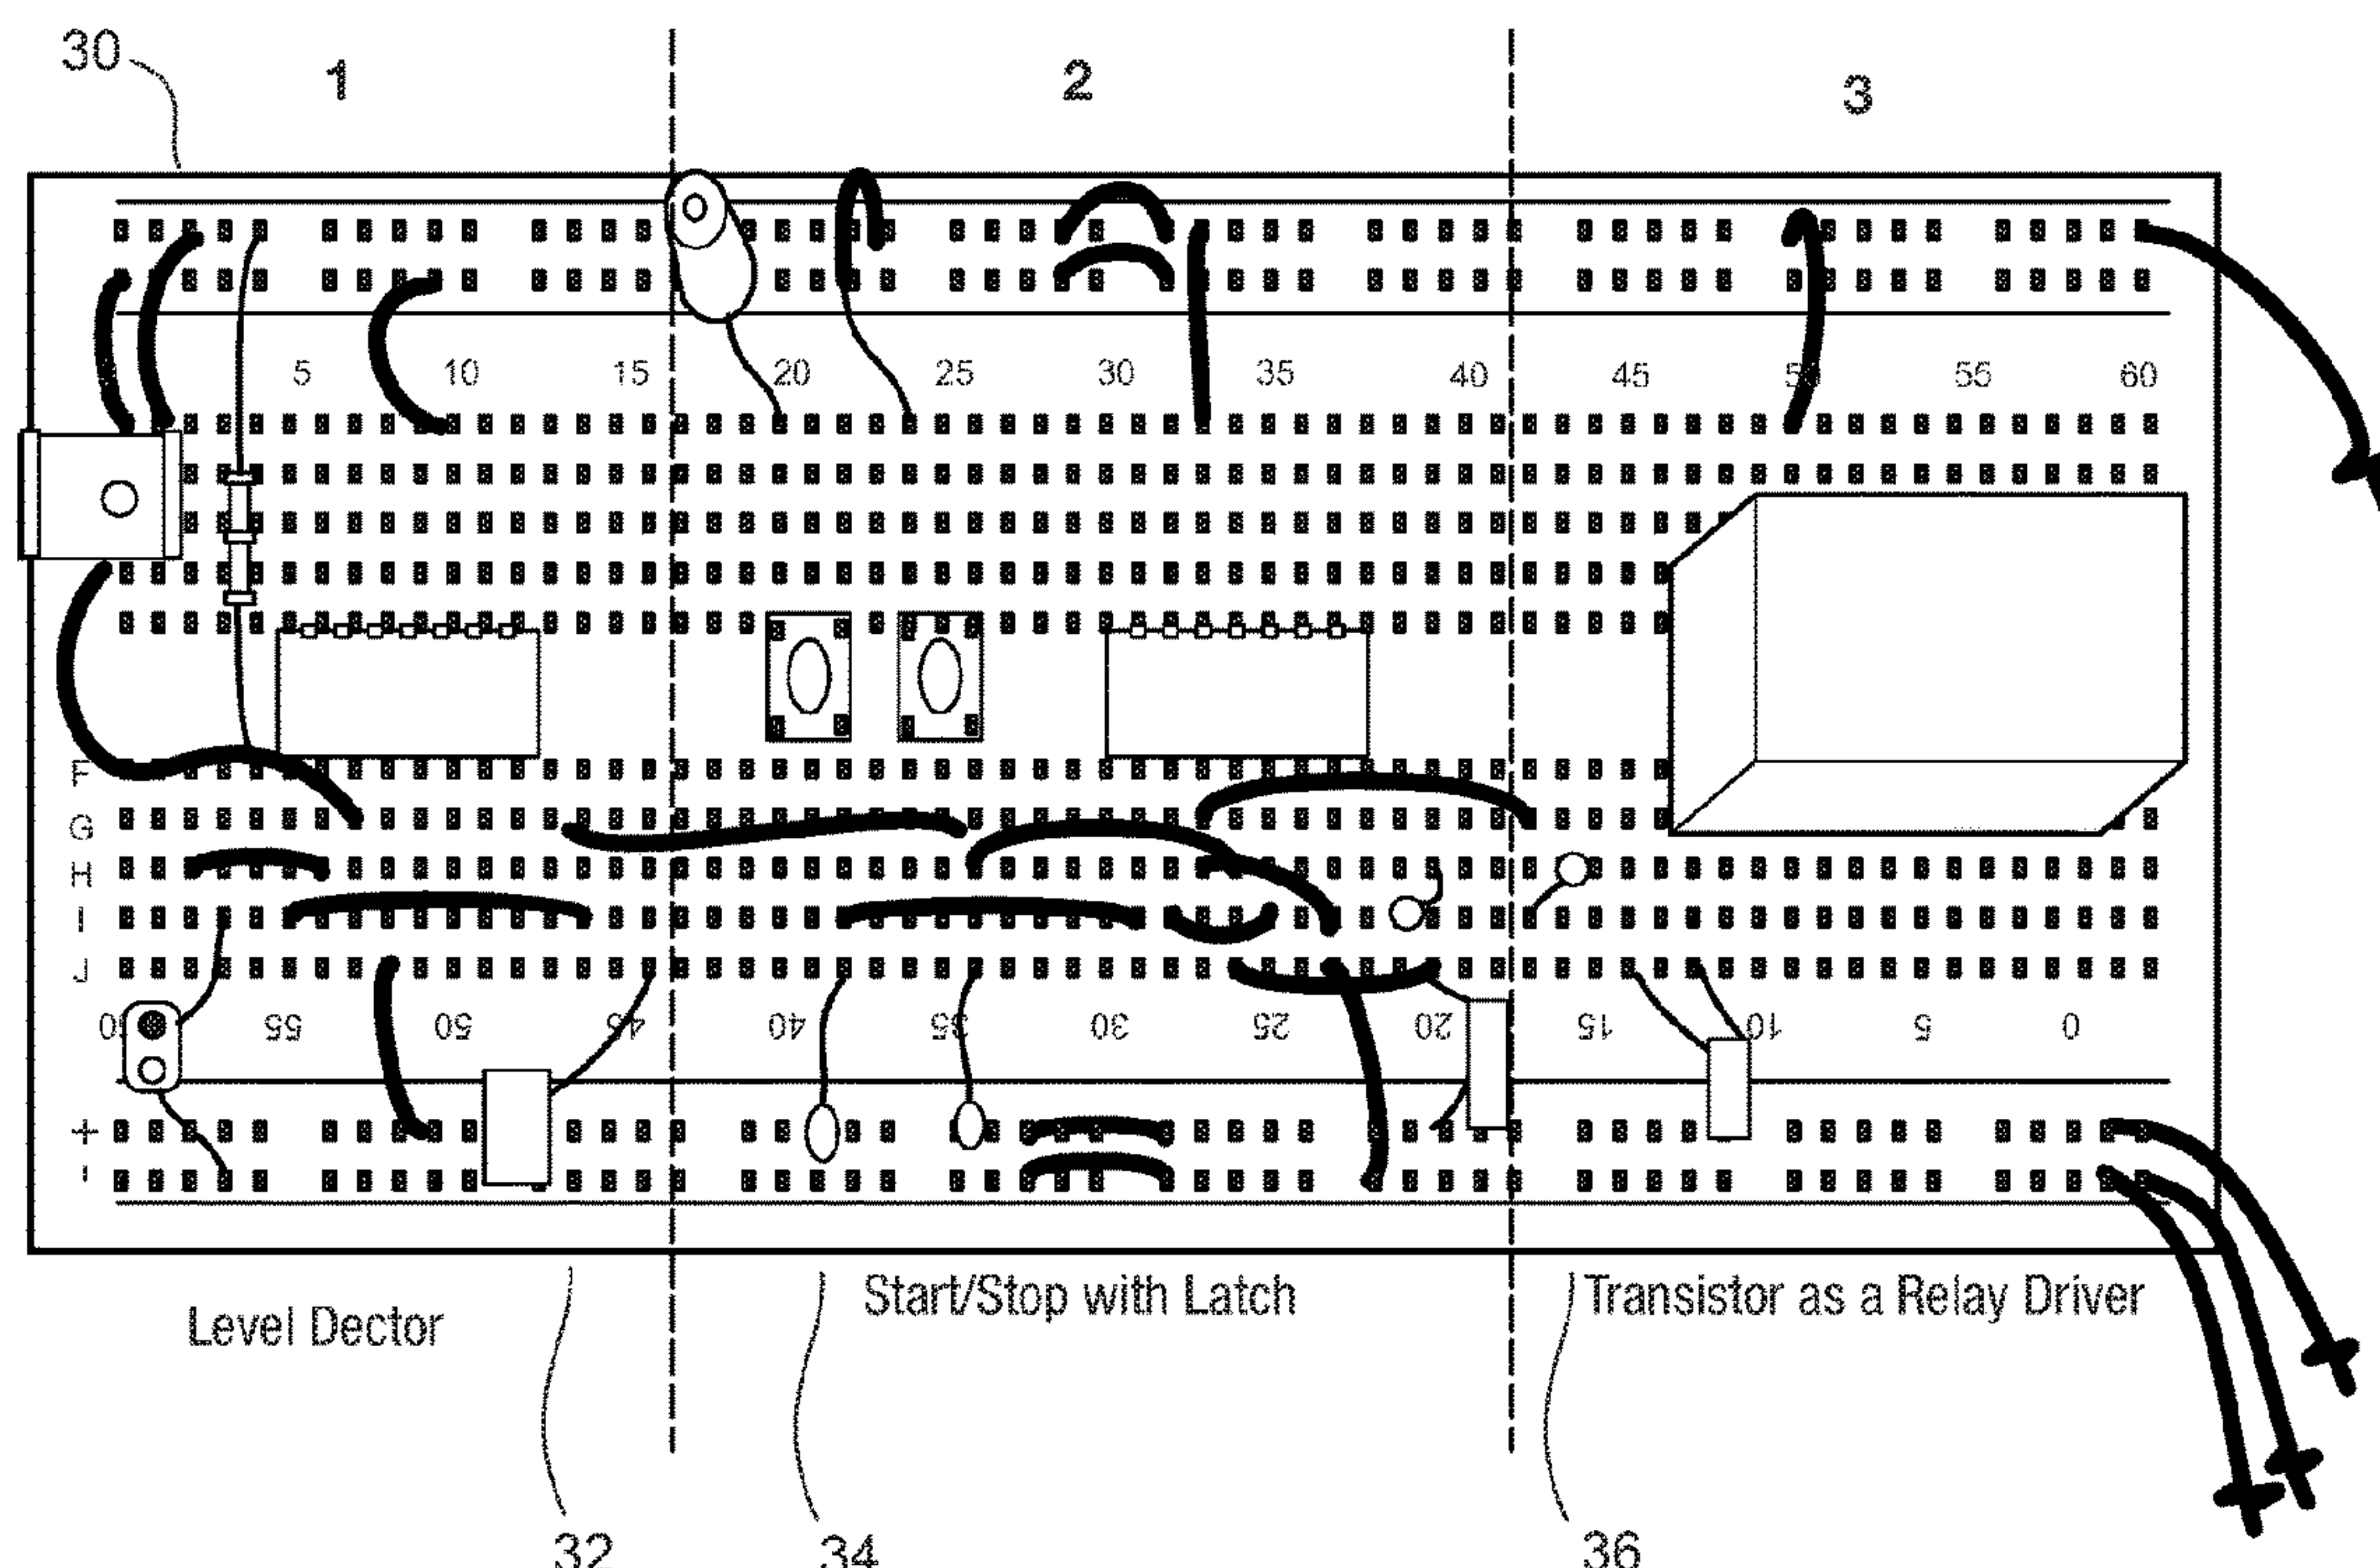 30 1 2 3
5 10 15 20 25 30 35 40 45 50 55 60
F
G
H
I
J
60 55 50 45 40 35 30 25 20 15 10 5 0
+
-
Level Dector
Start/Stop with Latch
Transistor as a Relay Driver
32 34 36